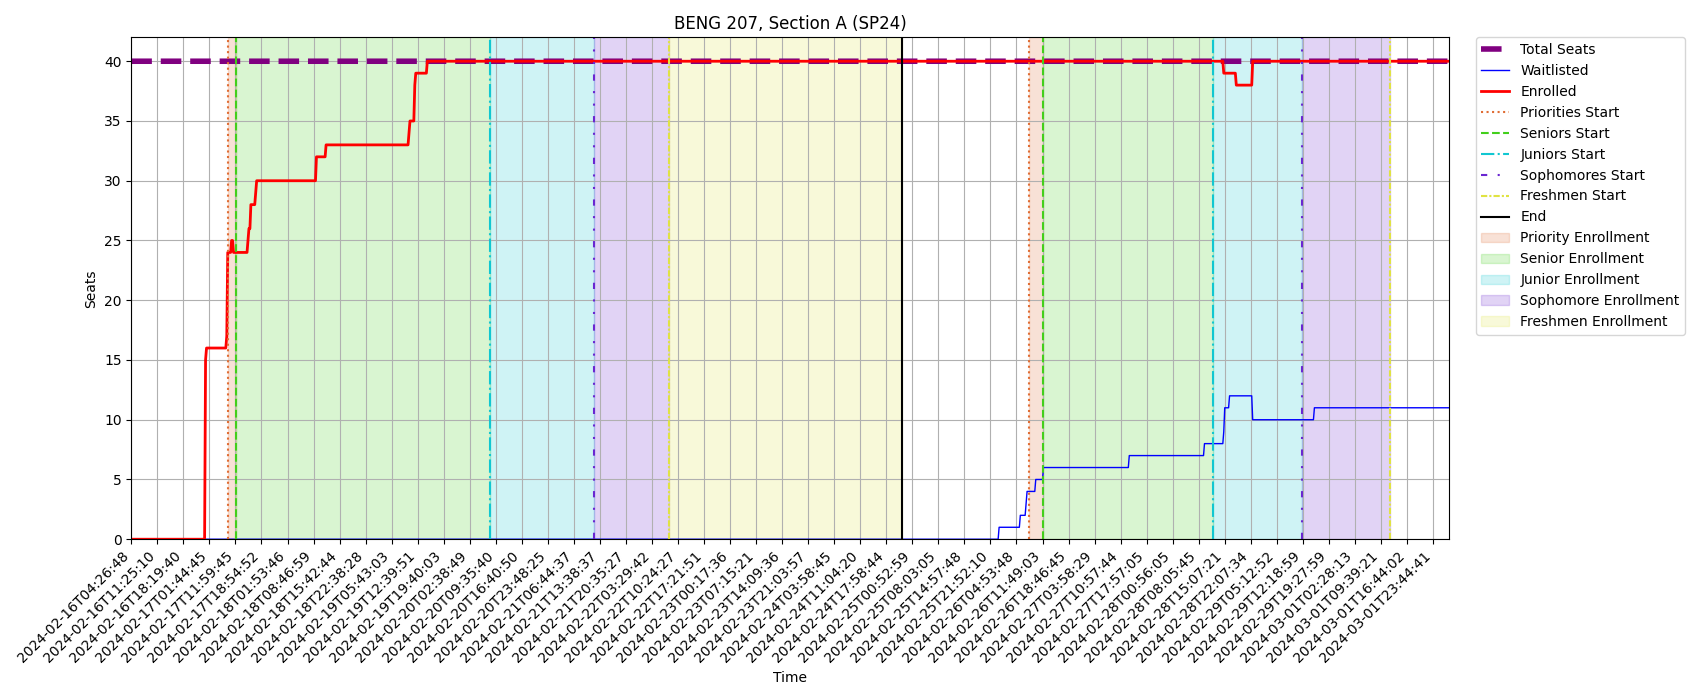 BENG 207, Section A (SP24)
Seats
40
35
30
25
20
15
10
5
0
2024-02-16T04:26:48
2024-02-16T11:25:10
2024-02-16T18:19:40
2024-02-17T01:44:45
2024-02-17T11:59:45
2024-02-17T18:54:52
2024-02-18T01:53:46
2024-02-18T08:46:59
2024-02-18T15:42:44
2024-02-18T22:38:28
2024-02-19T05:43:03
2024-02-19T12:39:51
2024-02-19T19:40:03
2024-02-20T02:38:49
2024-02-20T09:35:40
2024-02-20T16:40:50
2024-02-20T23:48:25
2024-02-21T06:44:37
2024-02-21T13:38:37
2024-02-21T20:35:27
2024-02-22T03:29:42
2024-02-22T10:24:27
2024-02-22T17:21:51
2024-02-23T00:17:36
2024-02-23T07:15:21
2024-02-23T14:09:36
2024-02-23T21:03:57
2024-02-24T03:58:45
2024-02-24T11:04:20
2024-02-24T17:58:44
2024-02-25T00:52:59
2024-02-25T08:03:05
2024-02-25T14:57:48
2024-02-25T21:52:10
2024-02-26T04:53:48
2024-02-26T11:49:03
2024-02-26T18:46:45
2024-02-27T03:58:29
2024-02-27T10:57:44
2024-02-27T17:57:05
2024-02-28T00:56:05
2024-02-28T08:05:45
2024-02-28T15:07:21
2024-02-28T22:07:34
2024-02-29T05:12:52
2024-02-29T12:18:59
2024-02-29T19:27:59
2024-03-01T02:28:13
2024-03-01T09:39:21
2024-03-01T16:44:02
2024-03-01T23:44:41
Time
Total Seats
Waitlisted
Enrolled
Priorities Start
Seniors Start
Juniors Start
Sophomores Start
Freshmen Start
End
Priority Enrollment
Senior Enrollment
Junior Enrollment
Sophomore Enrollment
Freshmen Enrollment